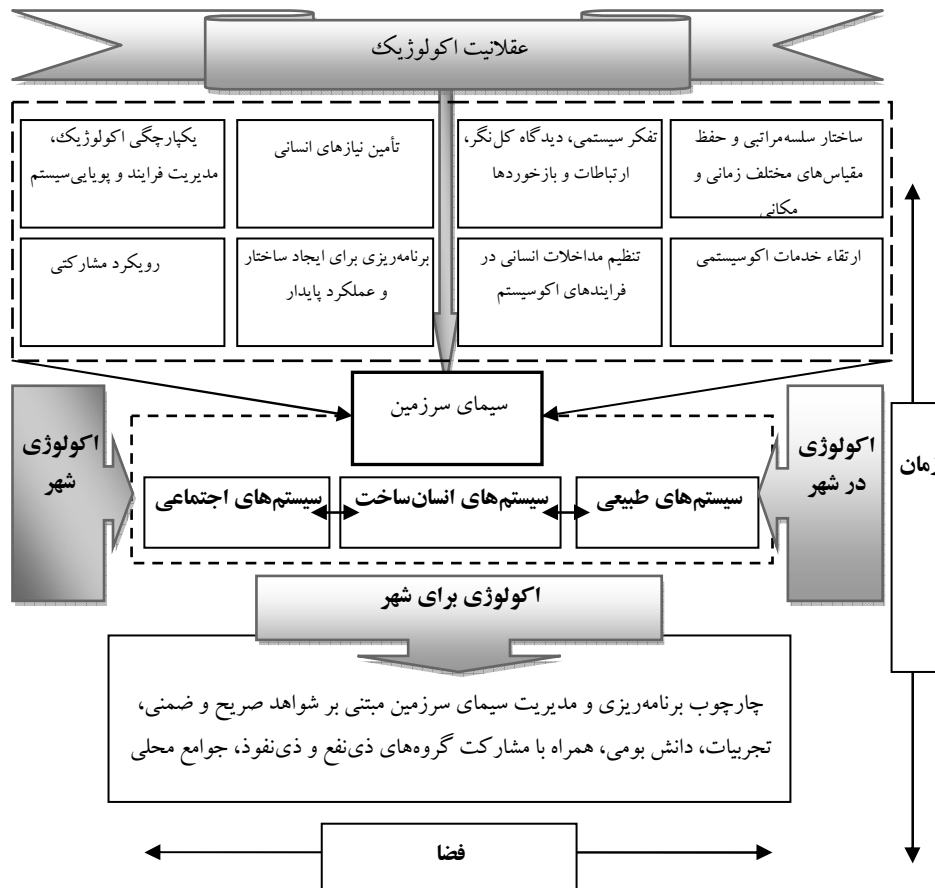 عقلانیت اکولوژیک
ساختار سلسه‌مراتبی و حفظ
مقیاس‌های مختلف زمانی و
مکانی
تفکر سیستمی، دیدگاه کل‌نگر،
ارتباطات و بازخوردها
تأمین نیازهای انسانی
یکپارچگی اکولوژیک،
مدیریت فرایند و پویایی‌سیستم
ارتقاء خدمات اکوسیستمی
تنظیم مداخلات انسانی در
فرایندهای اکوسیستم
برنامه‌ریزی برای ایجاد ساختار
و عملکرد پایدار
رویکرد مشارکتی
سیمای سرزمین
زمان
اکولوژی
در شهر
اکولوژی
شهر
سیستم‌های طبیعی
سیستم‌های انسان‌ساخت
سیستم‌های اجتماعی
اکولوژی برای شهر
چارچوب برنامه‌ریزی و مدیریت سیمای سرزمین مبتنی بر شواهد صریح و ضمنی،
تجربیات، دانش بومی، همراه با مشارکت گروه‌های ذی‌نفع و ذی‌نفوذ، جوامع محلی
فضا